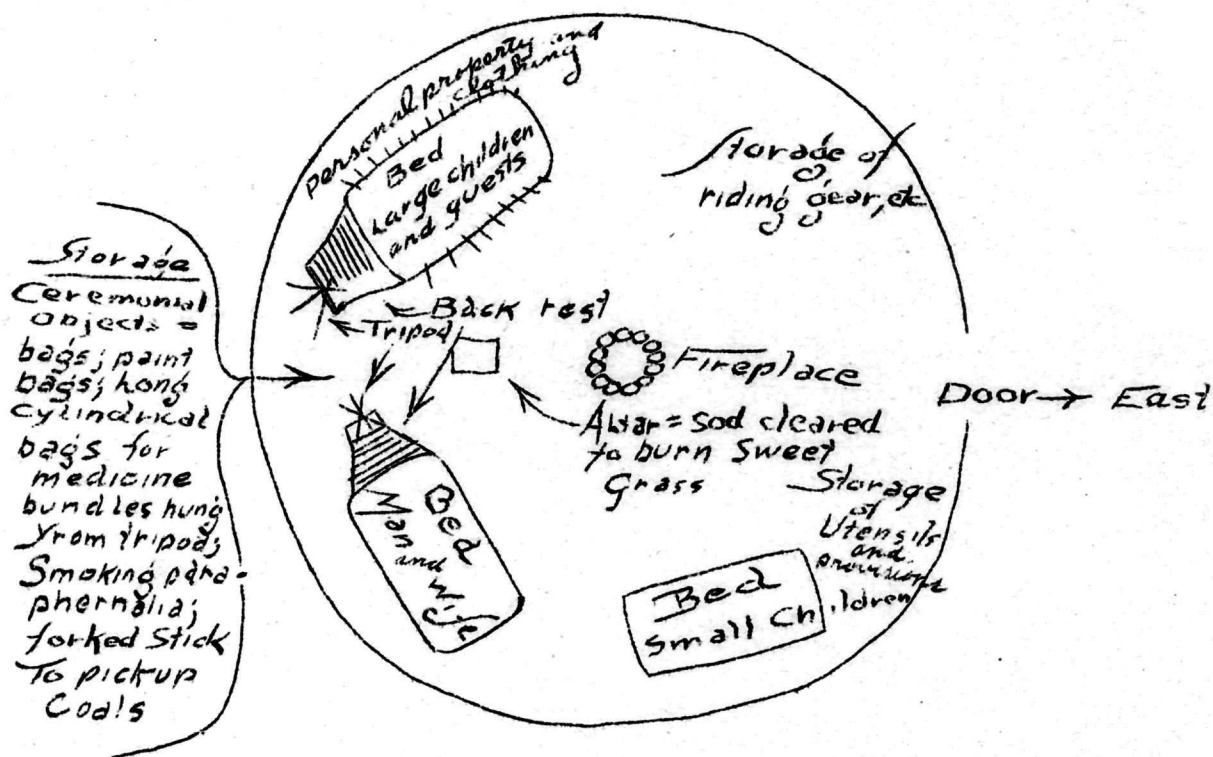 personal property and
clothing
Bed
Large children
and guests
Storage of
riding gear, etc
Storage
Ceremonial
objects =
bags; paint
bags; hong
cylindrical
bags for
medicine
bundles hung
from tripod;
Smoking para-
phernalia;
forked stick
To pickup
Coals
Back rest
Tripod
Fireplace
Door → East
Altar = sod cleared
to burn Sweet
Grass
Storage
of
Utensils
and
provisions
Bed
Man
and
Wife
Bed
Small Children